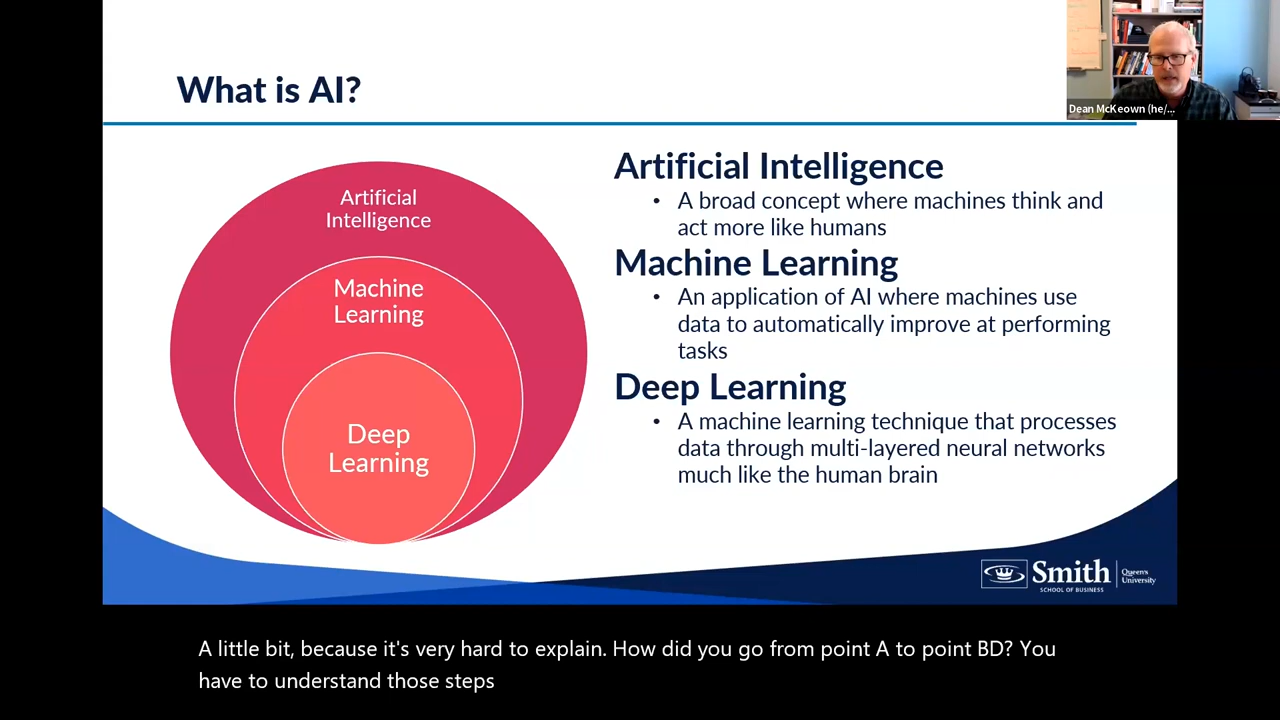 What is AI?
Dean McKeown (he/...
Artificial
Intelligence
Machine
Learning
Deep
Learning
Artificial Intelligence
• A broad concept where machines think and
act more like humans
Machine Learning
• An application of AI where machines use
data to automatically improve at performing
tasks
Deep Learning
• A machine learning technique that processes
data through multi-layered neural networks
much like the human brain
Smith
SCHOOL OF BUSINESS
Queen's
University
A little bit, because it's very hard to explain. How did you go from point A to point BD? You
have to understand those steps